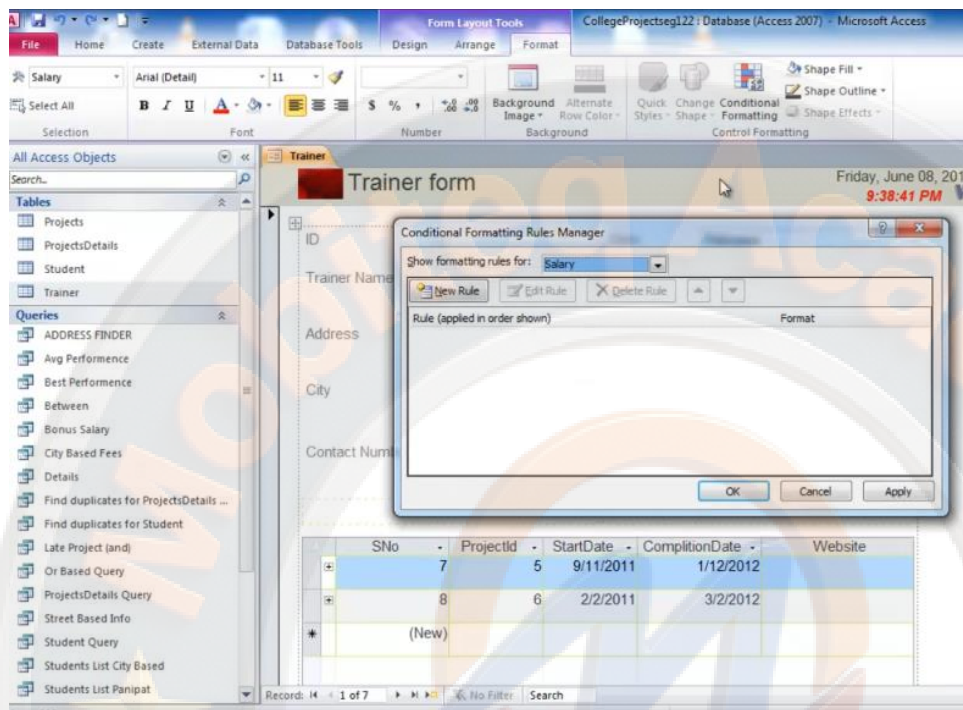 Form Layout Tools
CollegeProjectseg122 : Database (Access 2007) - Microsoft Access
File Home Create External Data Database Tools Design Arrange Format
Salary
Arial (Detail) 11
Shape Fill
Select All
B I U A
$ % ,
Background Image
Alternate Row Color
Quick Styles
Change Shape
Conditional Formatting
Shape Outline
Shape Effects
Selection Font Number Background Control Formatting
All Access Objects
Search...
Tables
Projects
ProjectsDetails
Student
Trainer
Queries
ADDRESS FINDER
Avg Performence
Best Performence
Between
Bonus Salary
City Based Fees
Details
Find duplicates for ProjectsDetails ...
Find duplicates for Student
Late Project (and)
Or Based Query
ProjectsDetails Query
Street Based Info
Student Query
Students List City Based
Students List Panipat
Trainer
Trainer form
Friday, June 08, 201
9:38:41 PM
ID
Trainer Name
Address
City
Contact Numb
Conditional Formatting Rules Manager
Show formatting rules for: Salary
New Rule Edit Rule Delete Rule
Rule (applied in order shown) Format
OK Cancel Apply
SNo ProjectId StartDate ComplitionDate Website
7 5 9/11/2011 1/12/2012
8 6 2/2/2011 3/2/2012
(New)
Record: 1 of 7 No Filter Search
Mobiteg Aca